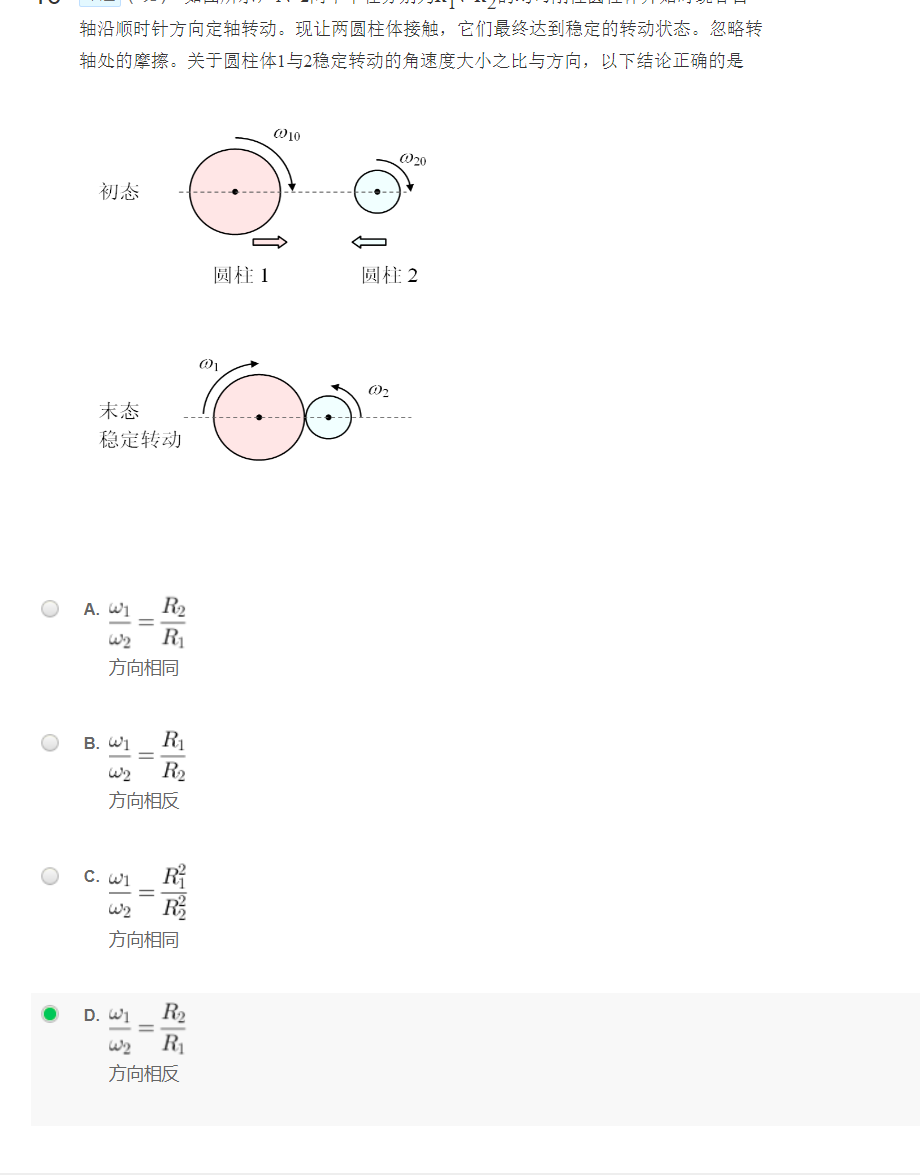 轴沿顺时针方向定轴转动。现让两圆柱体接触，它们最终达到稳定的转动状态。忽略转
轴处的摩擦。关于圆柱体1与2稳定转动的角速度大小之比与方向，以下结论正确的是
ω10
ω20
初态
圆柱 1
圆柱 2
ω1
ω2
末态
稳定转动
A. ω1/ω2 = R2/R1
方向相同
B. ω1/ω2 = R1/R2
方向相反
C. ω1/ω2 = R1²/R2²
方向相同
D. ω1/ω2 = R2/R1
方向相反